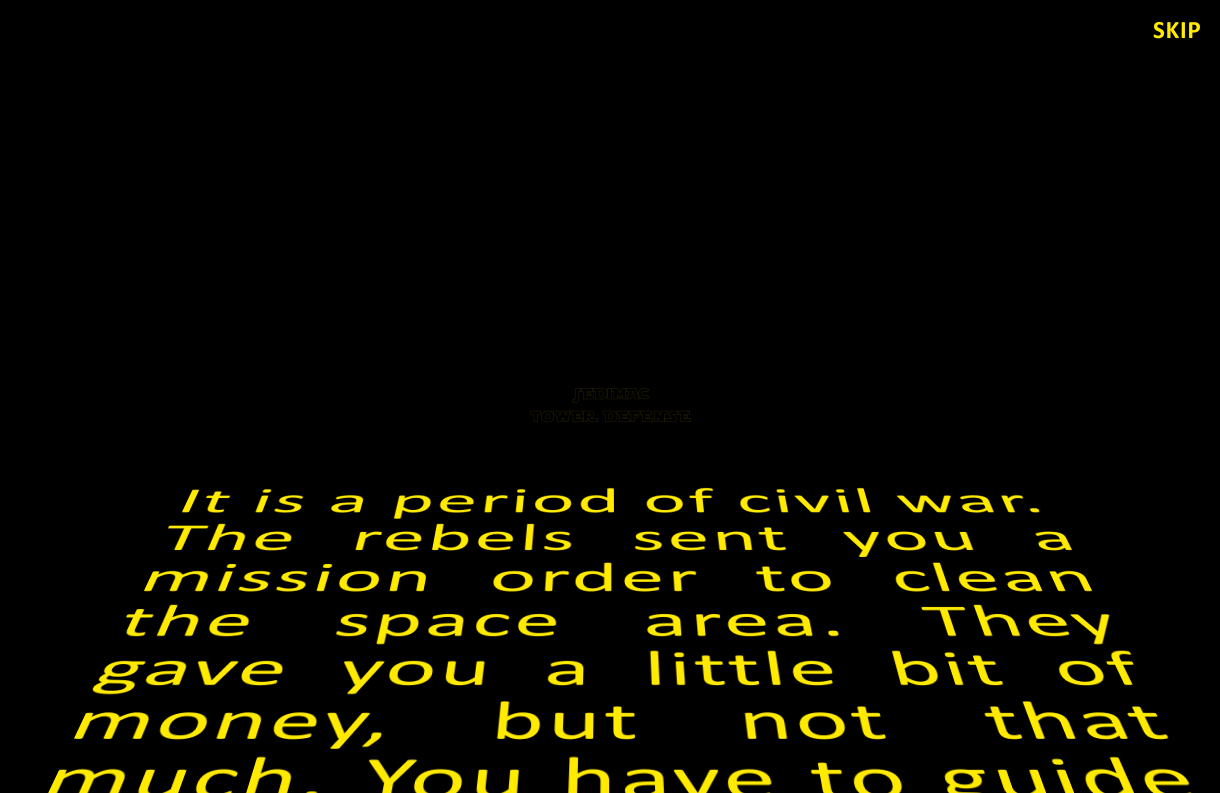 SKIP
JEDIMAC
TOWER DEFENSE
It is a period of civil war.
The rebels sent you a
mission order to clean
the space area. They
gave you a little bit of
money, but not that
much. You have to guide